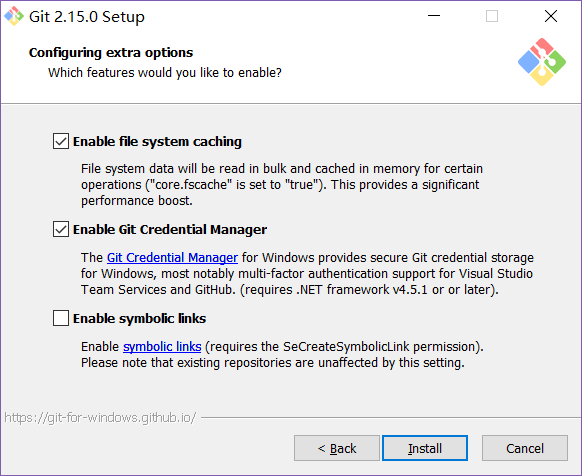 Git 2.15.0 Setup
Configuring extra options
Which features would you like to enable?
Enable file system caching
File system data will be read in bulk and cached in memory for certain
operations ("core.fscache" is set to "true"). This provides a significant
performance boost.
Enable Git Credential Manager
The Git Credential Manager for Windows provides secure Git credential storage
for Windows, most notably multi-factor authentication support for Visual Studio
Team Services and GitHub. (requires .NET framework v4.5.1 or or later).
Enable symbolic links
Enable symbolic links (requires the SeCreateSymbolicLink permission).
Please note that existing repositories are unaffected by this setting.
https://git-for-windows.github.io/
< Back
Install
Cancel